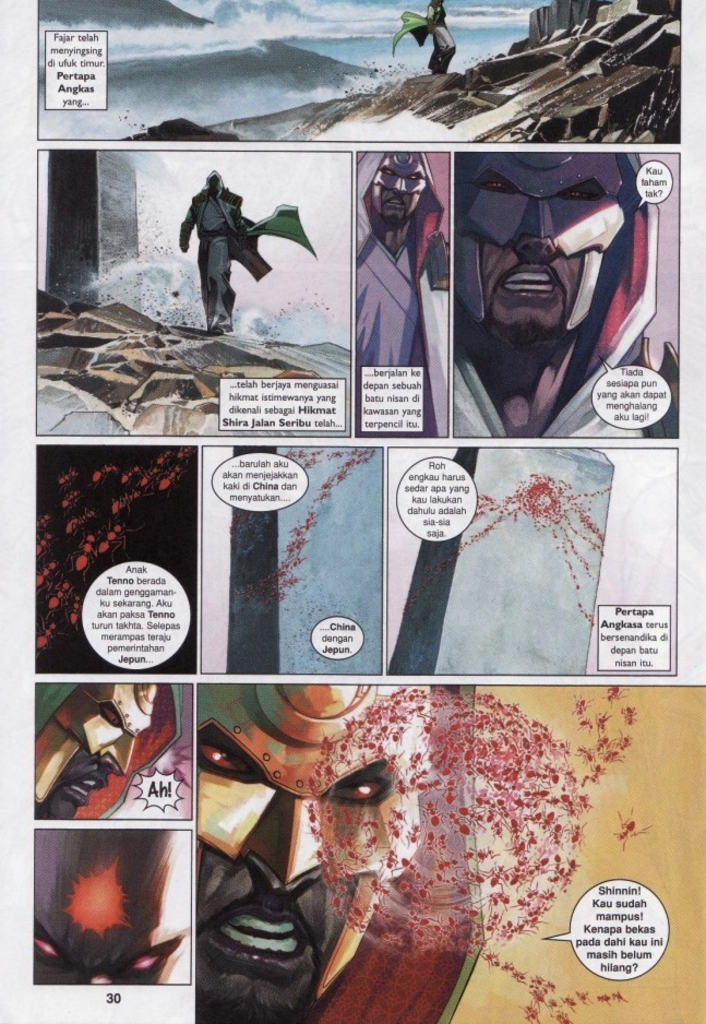 Fajar telah
menyingsing
di ufuk timur.
Pertapa
Angkas
yang...
...telah berjaya menguasai
hikmat istimewanya yang
dikenali sebagai Hikmat
Shira Jalan Seribu telah...
....berjalan ke
depan sebuah
batu nisan di
kawasan yang
terpencil itu.
Kau
faham
tak?
Tiada
sesiapa pun
yang akan dapat
menghalang
aku lagi!
Anak
Tenno berada
dalam genggaman-
ku sekarang. Aku
akan paksa Tenno
turun takhta. Selepas
merampas teraju
pemerintahan
Jepun...
...barulah aku
akan menjejakkan
kaki di China dan
menyatukan....
....China
dengan
Jepun.
Roh
engkau harus
sedar apa yang
kau lakukan
dahulu adalah
sia-sia
saja.
Pertapa
Angkasa terus
bersenandika di
depan batu
nisan itu.
Ah!
Shinnin!
Kau sudah
mampus!
Kenapa bekas
pada dahi kau ini
masih belum
hilang?
30